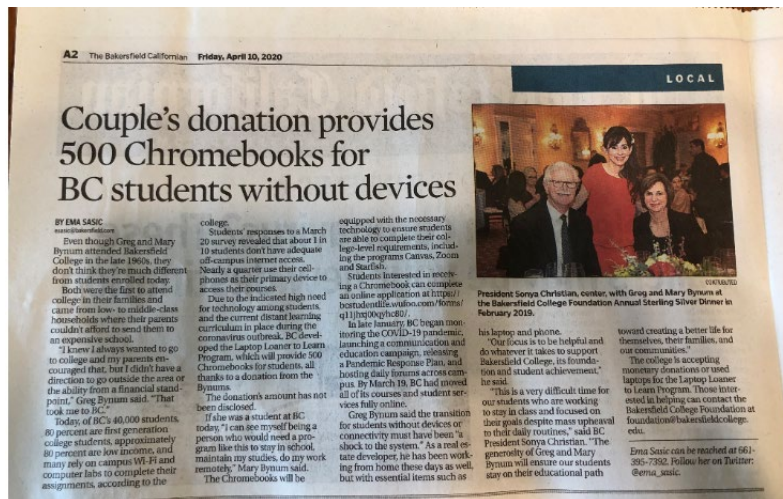 A2 The Bakersfield Californian Friday, April 10, 2020
LOCAL
Couple's donation provides
500 Chromebooks for
BC students without devices
BY EMA SASIC
esasic@bakersfield.com
Even though Greg and Mary
Bynum attended Bakersfield
College in the late 1960s, they
don't think they're much different
from students enrolled today.
Both were the first to attend
college in their families and
came from low- to middle-class
households where their parents
couldn't afford to send them to
an expensive school.
"I knew I always wanted to go
to college and my parents en-
couraged that, but I didn't have a
direction to go outside the area or
the ability from a financial stand-
point," Greg Bynum said. "That
took me to BC."
Today, of BC's 40,000 students,
80 percent are first generation
college students, approximately
80 percent are low income, and
many rely on campus Wi-Fi and
computer labs to complete their
assignments, according to the
college.
Students' responses to a March
20 survey revealed that about 1 in
10 students don't have adequate
off-campus internet access.
Nearly a quarter use their cell-
phones as their primary device to
access their courses.
Due to the indicated high need
for technology among students,
and the current distant learning
curriculum in place during the
coronavirus outbreak, BC devel-
oped the Laptop Loaner to Learn
Program, which will provide 500
Chromebooks for students, all
thanks to a donation from the
Bynums.
The donation's amount has not
been disclosed.
If she was a student at BC
today, "I can see myself being a
person who would need a pro-
gram like this to stay in school,
maintain my studies, do my work
remotely," Mary Bynum said.
The Chromebooks will be
equipped with the necessary
technology to ensure students
are able to complete their col-
lege-level requirements, includ-
ing the programs Canvas, Zoom
and Starfish.
Students interested in receiv-
ing a Chromebook can complete
an online application at https://
bcstudentlife.wufoo.com/forms/
In late January, BC began mon-
itoring the COVID-19 pandemic,
launching a communication and
education campaign, releasing
a Pandemic Response Plan, and
hosting daily forums across cam-
pus. By March 19, BC had moved
all of its courses and student ser-
vices fully online.
Greg Bynum said the transition
for students without devices or
connectivity must have been "a
shock to the system." As a real es-
tate developer, he has been work-
ing from home these days as well,
but with essential items such as
CONTRIBUTED
President Sonya Christian, center, with Greg and Mary Bynum at
the Bakersfield College Foundation Annual Sterling Silver Dinner in
February 2019.
his laptop and phone.
"Our focus is to be helpful and
do whatever it takes to support
Bakersfield College, its founda-
tion and student achievement,"
he said.
"This is a very difficult time for
our students who are working
to stay in class and focused on
their goals despite mass upheaval
to their daily routines," said BC
President Sonya Christian. "The
generosity of Greg and Mary
Bynum will ensure our students
stay on their educational path
toward creating a better life for
themselves, their families, and
our communities."
The college is accepting
monetary donations or used
laptops for the Laptop Loaner
to Learn Program. Those inter-
ested in helping can contact the
Bakersfield College Foundation at
foundation@bakersfieldcollege.
edu.
Ema Sasic can be reached at 661-
395-7392. Follow her on Twitter:
@ema_sasic.